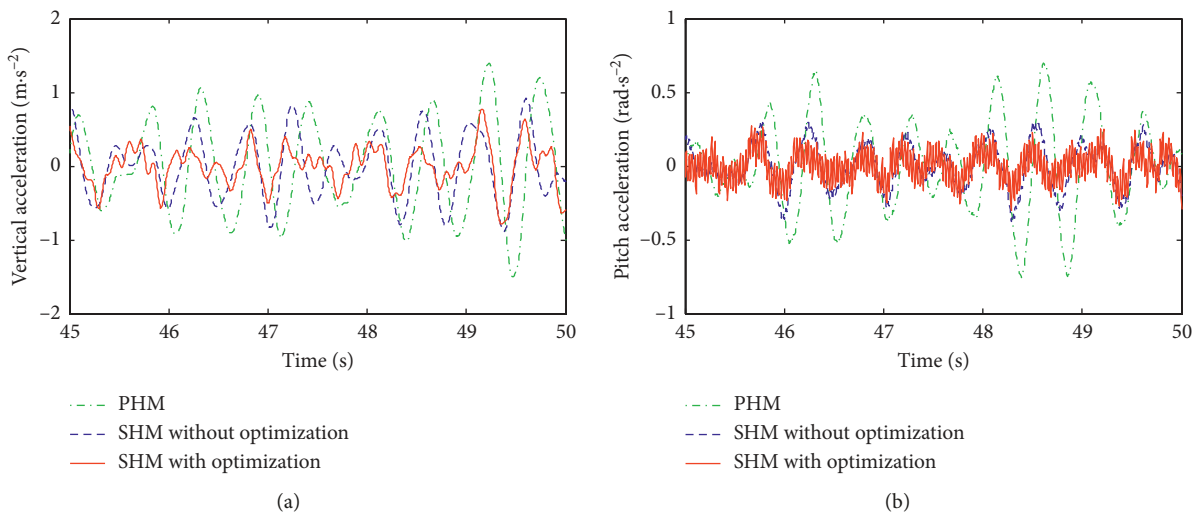 2
1
0
−1
−2
Vertical acceleration (m·s−2)
45 46 47 48 49 50
Time (s)
PHM
SHM without optimization
SHM with optimization
(a)
1
0.5
0
−0.5
−1
Pitch acceleration (rad·s−2)
45 46 47 48 49 50
Time (s)
PHM
SHM without optimization
SHM with optimization
(b)